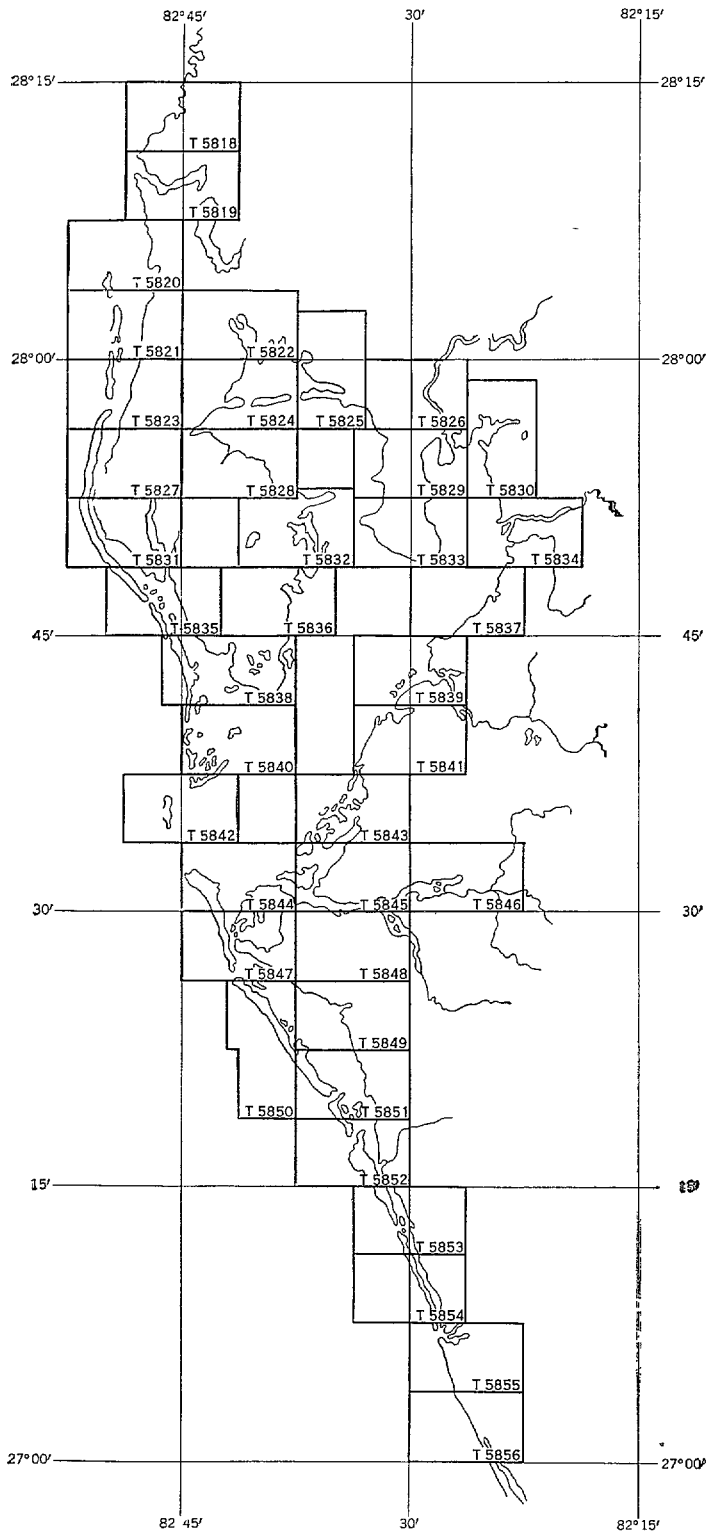 82°45' 30' 82°15'
28°15' 28°15'
T 5818
T 5819
T 5820
T 5821 T 5822
28°00' 28°00'
T 5823 T 5824 T 5825 T 5826
T 5827 T 5828 T 5829 T 5830
T 5831 T 5832 T 5833 T 5834
T 5835 T 5836 T 5837
45' 45'
T 5838 T 5839
T 5840 T 5841
T 5842 T 5843
T 5844 T 5845 T 5846
30' 30'
T 5847 T 5848
T 5849
T 5850 T 5851
T 5852
15'
T 5853
T 5854
T 5855
T 5856
27°00' 27°00'
82 45' 30' 82°15'